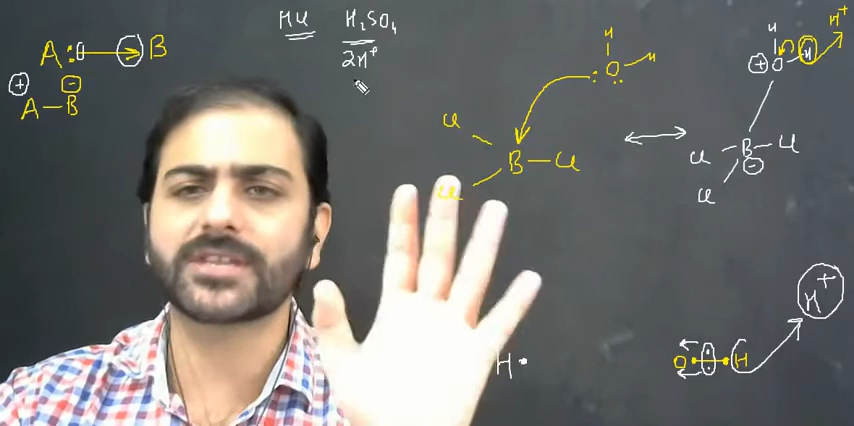 HCl H₂SO₄
2H⁺
A: → B
⊕ ⊖
A—B
H
:O—H
Cl
B—Cl
Cl
H⁺
H
⊕ O—H
Cl B—Cl
⊖
Cl
H⁺
H•
O : H